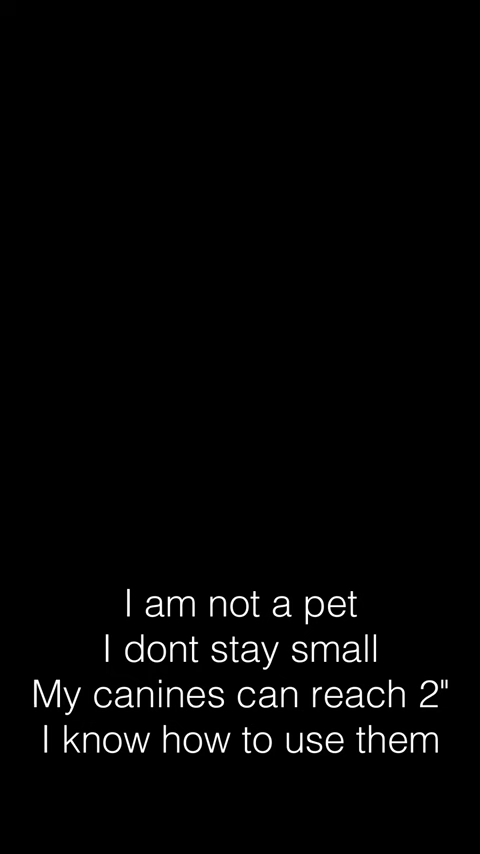 I am not a pet
I dont stay small
My canines can reach 2"
I know how to use them